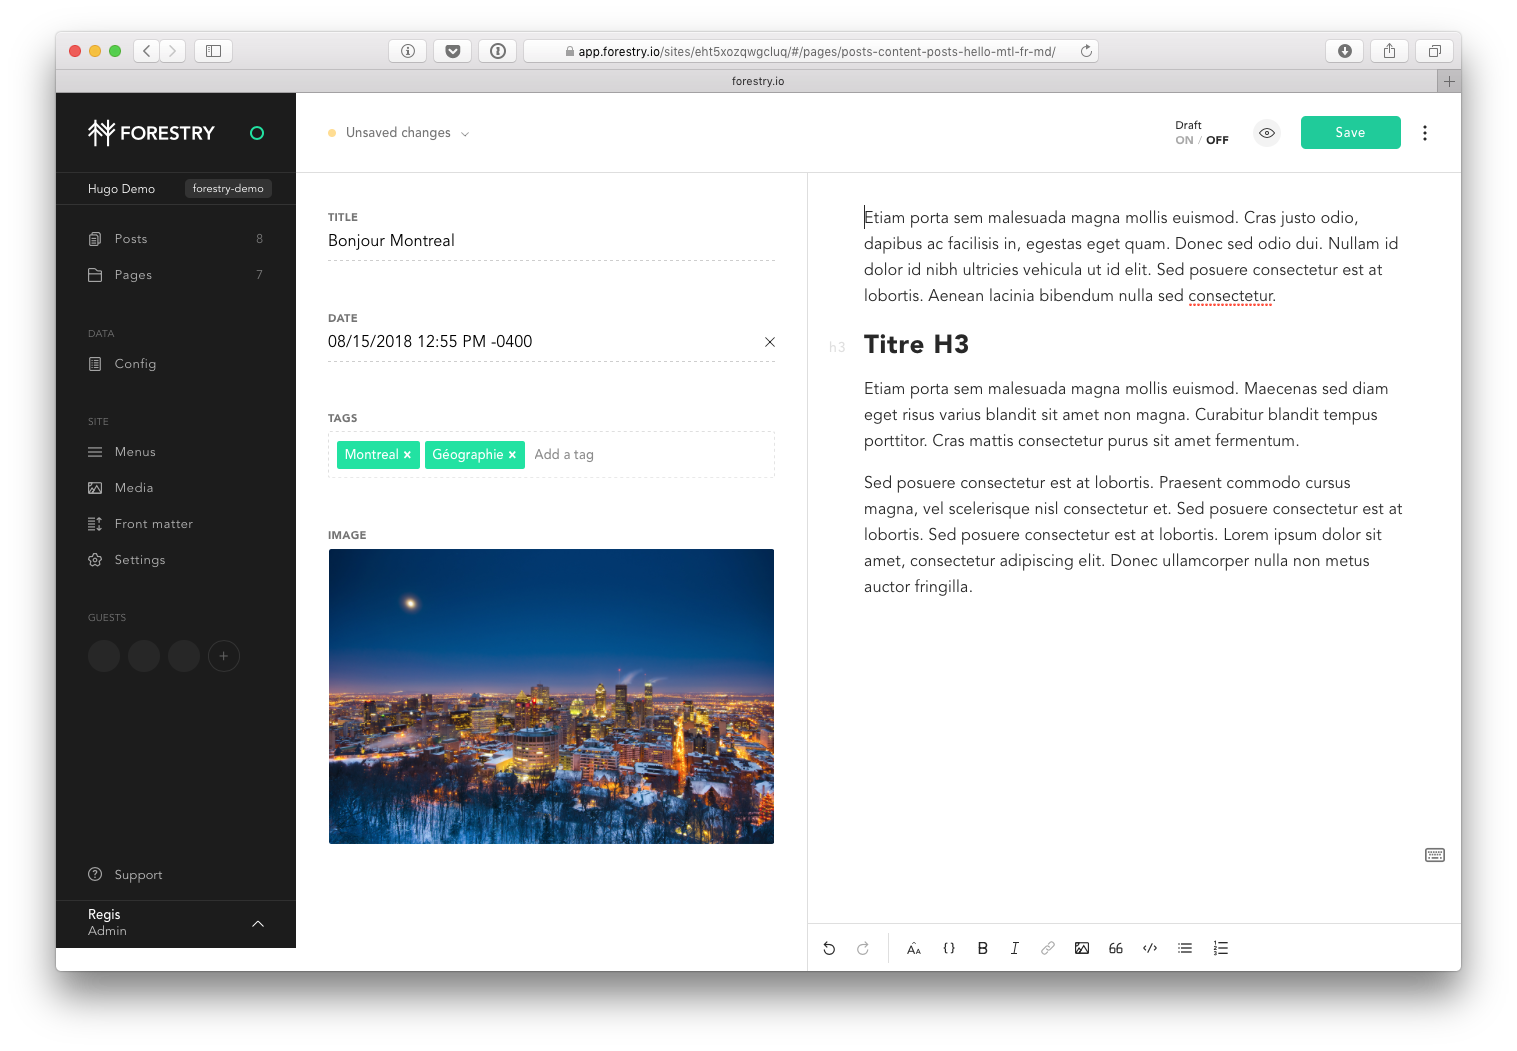 app.forestry.io/sites/eht5xozqwgcluq/#/pages/posts-content-posts-hello-mtl-fr-md/
forestry.io
FORESTRY
Hugo Demo forestry-demo
Posts 8
Pages 7
DATA
Config
SITE
Menus
Media
Front matter
Settings
GUESTS
Support
Regis
Admin
Unsaved changes
Draft
ON / OFF
Save
TITLE
Bonjour Montreal
DATE
08/15/2018 12:55 PM -0400
TAGS
Montreal × Géographie × Add a tag
IMAGE
Etiam porta sem malesuada magna mollis euismod. Cras justo odio,
dapibus ac facilisis in, egestas eget quam. Donec sed odio dui. Nullam id
dolor id nibh ultricies vehicula ut id elit. Sed posuere consectetur est at
lobortis. Aenean lacinia bibendum nulla sed consectetur.
h3 Titre H3
Etiam porta sem malesuada magna mollis euismod. Maecenas sed diam
eget risus varius blandit sit amet non magna. Curabitur blandit tempus
porttitor. Cras mattis consectetur purus sit amet fermentum.
Sed posuere consectetur est at lobortis. Praesent commodo cursus
magna, vel scelerisque nisl consectetur et. Sed posuere consectetur est at
lobortis. Sed posuere consectetur est at lobortis. Lorem ipsum dolor sit
amet, consectetur adipiscing elit. Donec ullamcorper nulla non metus
auctor fringilla.